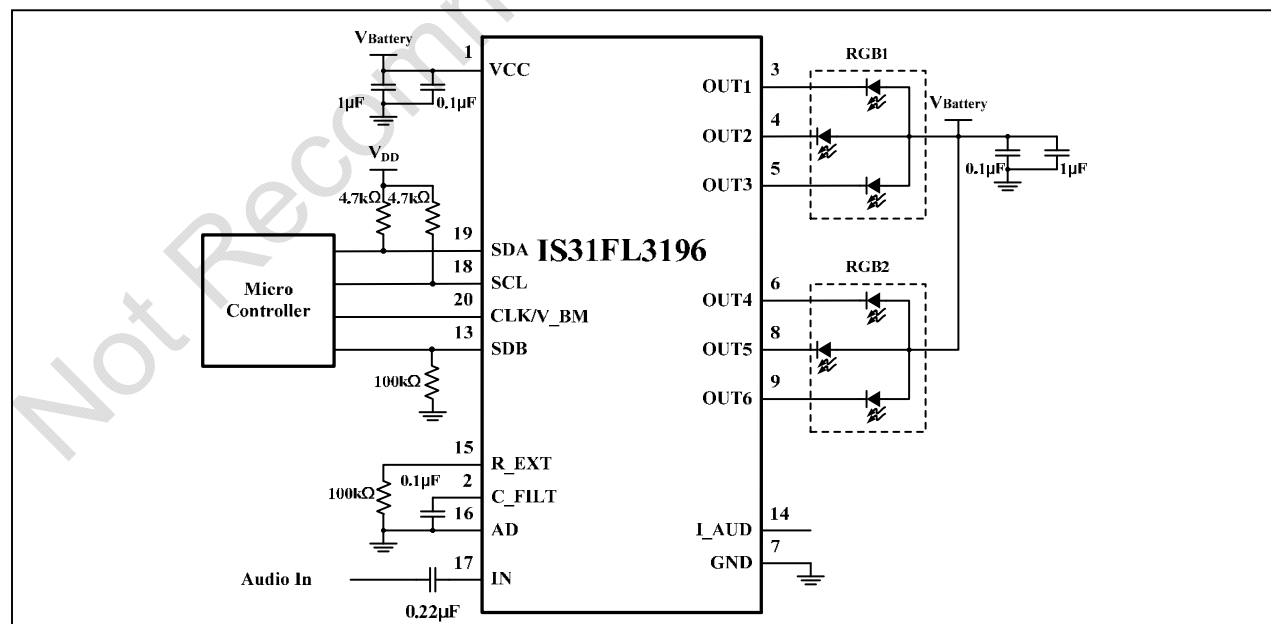 Not Recomm
V_Battery
1
VCC
1µF
0.1µF
V_DD
4.7kΩ
4.7kΩ
19
SDA
18
SCL
20
CLK/V_BM
13
SDB
Micro
Controller
100kΩ
15
R_EXT
0.1µF
2
C_FILT
100kΩ
16
AD
17
IN
Audio In
0.22µF
IS31FL3196
RGB1
3
OUT1
4
OUT2
5
OUT3
V_Battery
0.1µF
1µF
RGB2
6
OUT4
8
OUT5
9
OUT6
14
I_AUD
7
GND